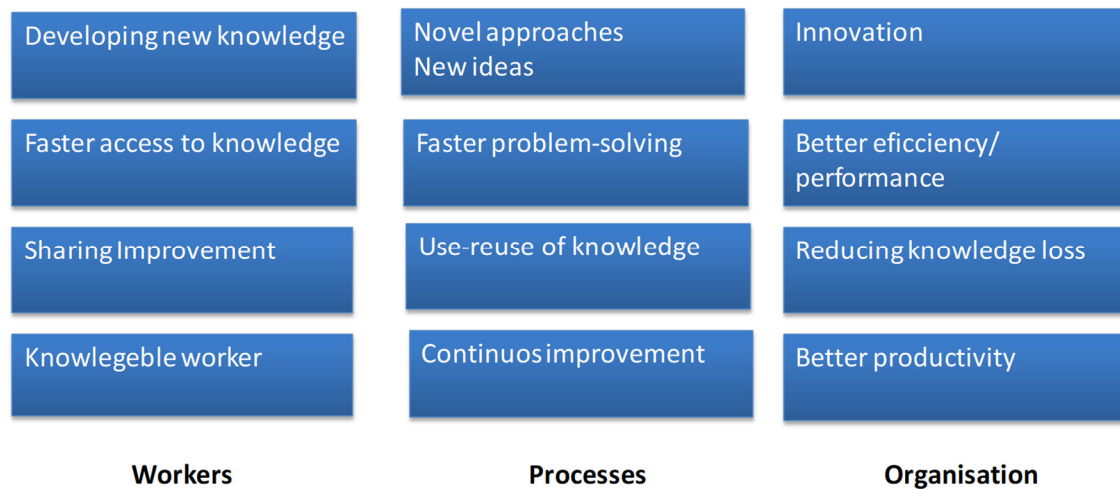 Developing new knowledge
Novel approaches
New ideas
Innovation
Faster access to knowledge
Faster problem-solving
Better eficciency/
performance
Sharing Improvement
Use-reuse of knowledge
Reducing knowledge loss
Knowlegeble worker
Continuos improvement
Better productivity
Workers
Processes
Organisation